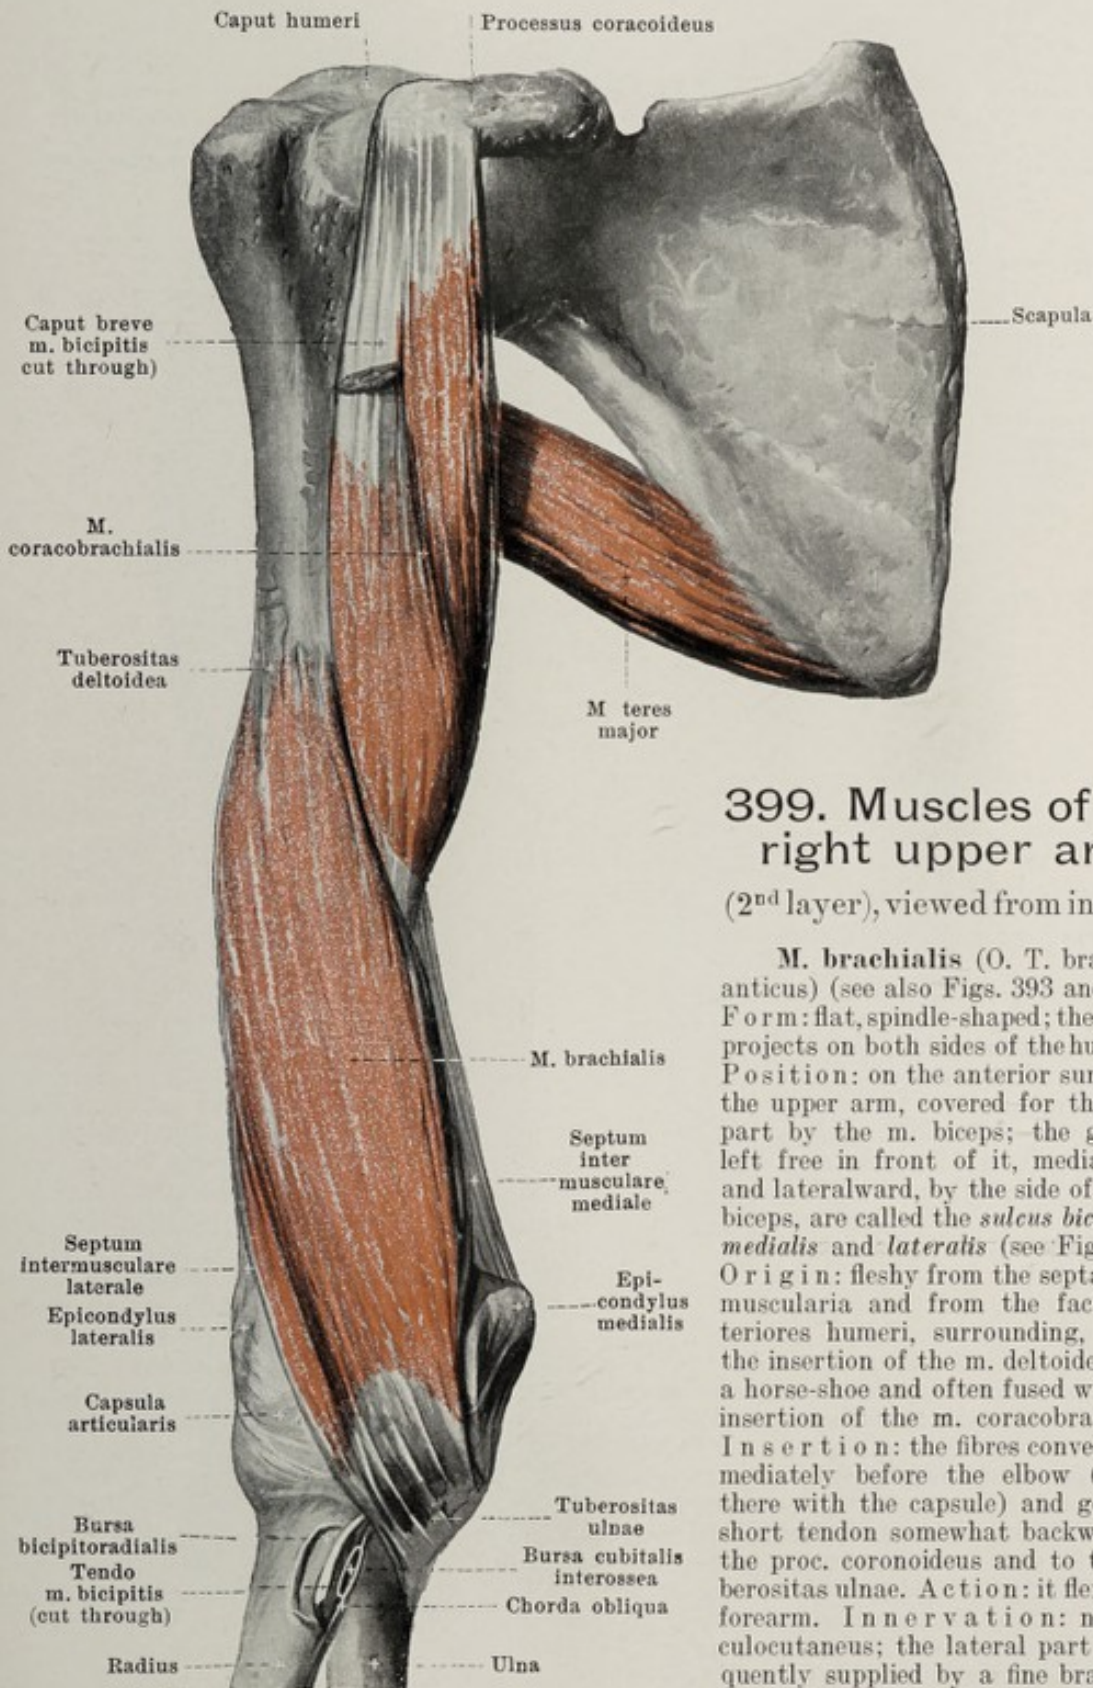 Caput humeri
Processus coracoideus
Caput breve
m. bicipitis
cut through)
Scapula
M.
coracobrachialis
Tuberositas
deltoidea
M teres
major
399. Muscles of
right upper ar
(2nd layer), viewed from in
M. brachialis (O. T. bra
anticus) (see also Figs. 393 an
Form: flat, spindle-shaped; the
projects on both sides of the hu
Position: on the anterior sur
the upper arm, covered for th
part by the m. biceps; the g
left free in front of it, media
and lateralward, by the side of
biceps, are called the sulcus bic
medialis and lateralis (see Fig
Origin: fleshy from the septa
muscularia and from the fac
teriores humeri, surrounding,
the insertion of the m. deltoide
a horse-shoe and often fused w
insertion of the m. coracobra
Insertion: the fibres conve
mediately before the elbow (
there with the capsule) and g
short tendon somewhat backw
the proc. coronoideus and to t
berositas ulnae. Action: it fle
forearm. Innervation: n
culocutaneus; the lateral part
quently supplied by a fine bra
M. brachialis
Septum
inter
musculare
mediale
Septum
intermusculare
laterale
Epi-
condylus
medialis
Epicondylus
lateralis
Capsula
articularis
Tuberositas
ulnae
Bursa
bicipitoradialis
Bursa cubitalis
interossea
Tendo
m. bicipitis
(cut through)
Chorda obliqua
Radius
Ulna